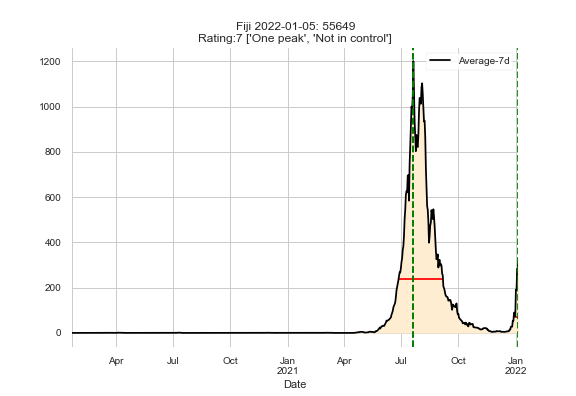 Fiji 2022-01-05: 55649
Rating:7 ['One peak', 'Not in control']
Average-7d
1200
1000
800
600
400
200
0
Apr Jul Oct Jan Apr Jul Oct Jan
2021 2022
Date